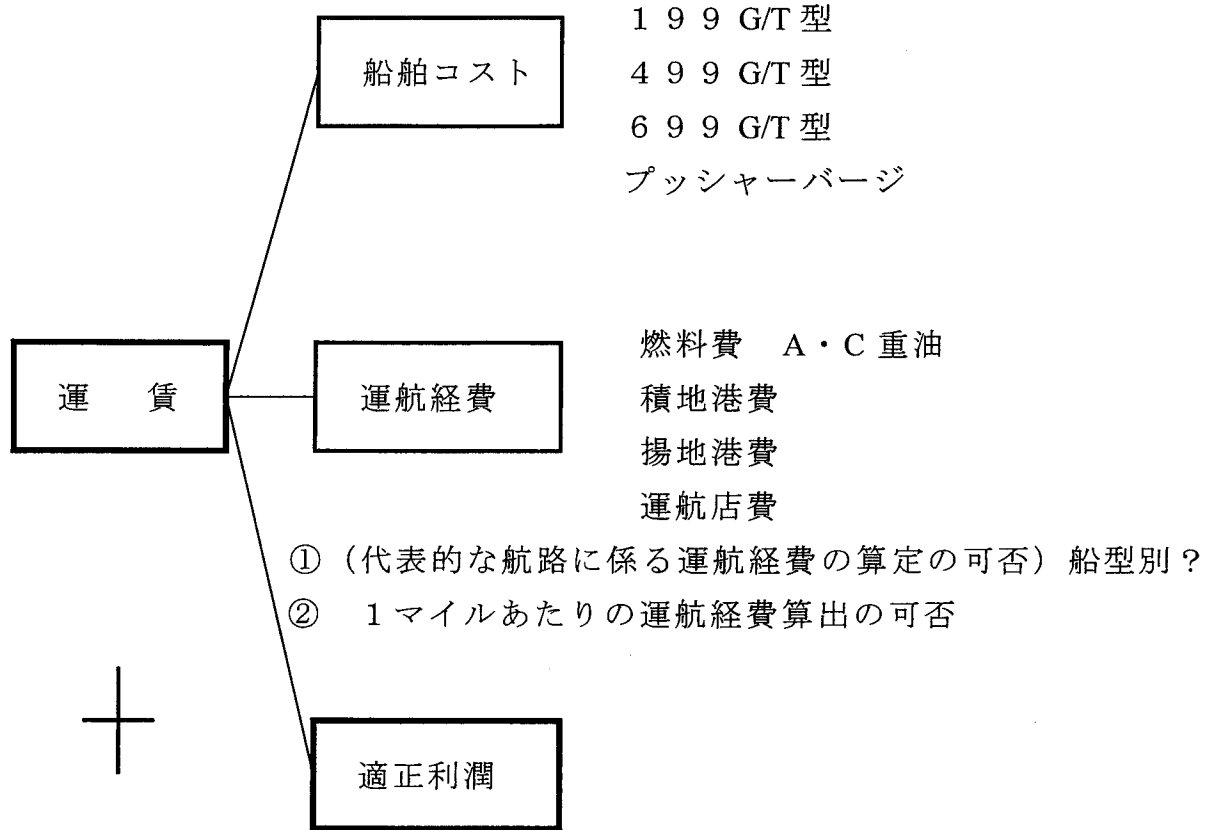 船舶コスト
１９９ G/T 型
４９９ G/T 型
６９９ G/T 型
プッシャーバージ
運　賃
運航経費
燃料費　A・C 重油
積地港費
揚地港費
運航店費
①（代表的な航路に係る運航経費の算定の可否）船型別？
②　１マイルあたりの運航経費算出の可否
適正利潤